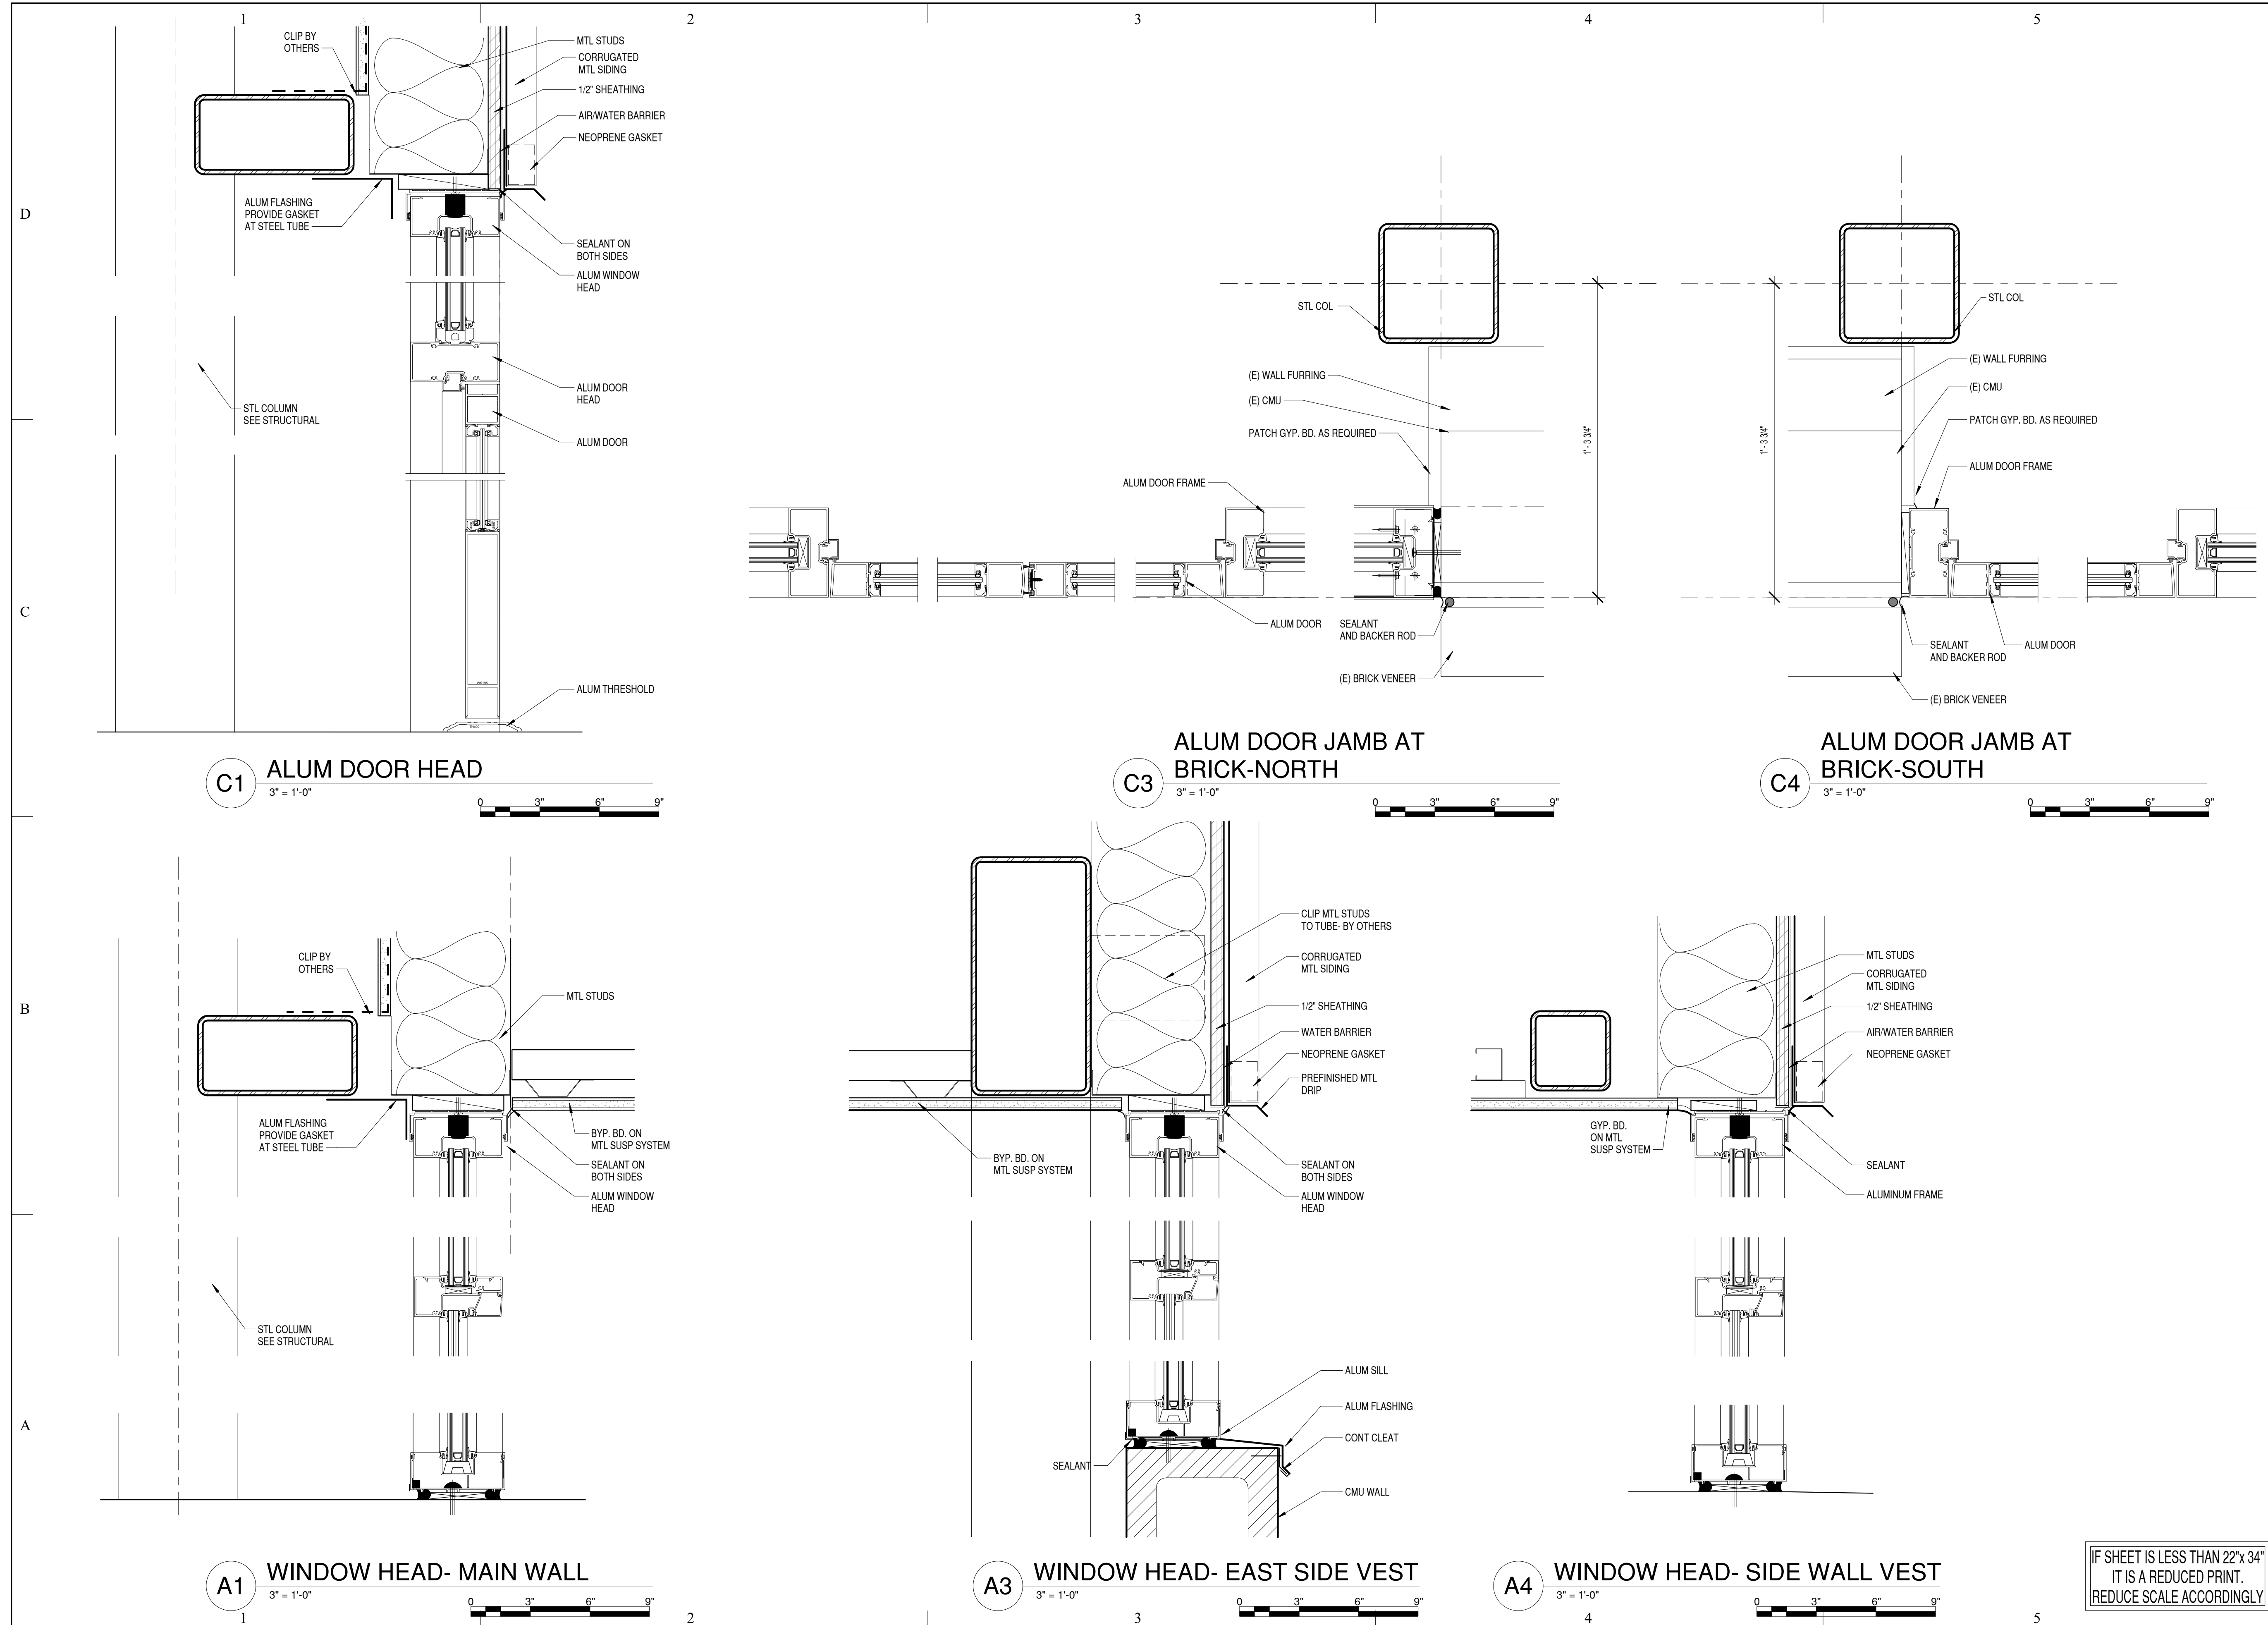 1
2
3
4
5
D
C
B
A
CLIP BY
OTHERS
MTL STUDS
CORRUGATED
MTL SIDING
1/2" SHEATHING
AIR/WATER BARRIER
NEOPRENE GASKET
ALUM FLASHING
PROVIDE GASKET
AT STEEL TUBE
SEALANT ON
BOTH SIDES
ALUM WINDOW
HEAD
STL COLUMN
SEE STRUCTURAL
ALUM DOOR
HEAD
ALUM DOOR
ALUM THRESHOLD
C1
ALUM DOOR HEAD
3" = 1'-0"
0 3" 6" 9"
STL COL
(E) WALL FURRING
(E) CMU
PATCH GYP. BD. AS REQUIRED
ALUM DOOR FRAME
1' - 3 3/4"
ALUM DOOR
SEALANT
AND BACKER ROD
(E) BRICK VENEER
C3
ALUM DOOR JAMB AT
BRICK-NORTH
3" = 1'-0"
0 3" 6" 9"
STL COL
(E) WALL FURRING
(E) CMU
PATCH GYP. BD. AS REQUIRED
ALUM DOOR FRAME
1' - 3 3/4"
SEALANT
AND BACKER ROD
ALUM DOOR
(E) BRICK VENEER
C4
ALUM DOOR JAMB AT
BRICK-SOUTH
3" = 1'-0"
0 3" 6" 9"
CLIP BY
OTHERS
MTL STUDS
ALUM FLASHING
PROVIDE GASKET
AT STEEL TUBE
BYP. BD. ON
MTL SUSP SYSTEM
SEALANT ON
BOTH SIDES
ALUM WINDOW
HEAD
STL COLUMN
SEE STRUCTURAL
A1
WINDOW HEAD- MAIN WALL
3" = 1'-0"
0 3" 6" 9"
CLIP MTL STUDS
TO TUBE- BY OTHERS
CORRUGATED
MTL SIDING
1/2" SHEATHING
WATER BARRIER
NEOPRENE GASKET
PREFINISHED MTL
DRIP
BYP. BD. ON
MTL SUSP SYSTEM
SEALANT ON
BOTH SIDES
ALUM WINDOW
HEAD
ALUM SILL
ALUM FLASHING
CONT CLEAT
SEALANT
CMU WALL
A3
WINDOW HEAD- EAST SIDE VEST
3" = 1'-0"
0 3" 6" 9"
MTL STUDS
CORRUGATED
MTL SIDING
1/2" SHEATHING
AIR/WATER BARRIER
NEOPRENE GASKET
GYP. BD.
ON MTL
SUSP SYSTEM
SEALANT
ALUMINUM FRAME
A4
WINDOW HEAD- SIDE WALL VEST
3" = 1'-0"
0 3" 6" 9"
IF SHEET IS LESS THAN 22"x 34"
IT IS A REDUCED PRINT.
REDUCE SCALE ACCORDINGLY
1
2
3
4
5